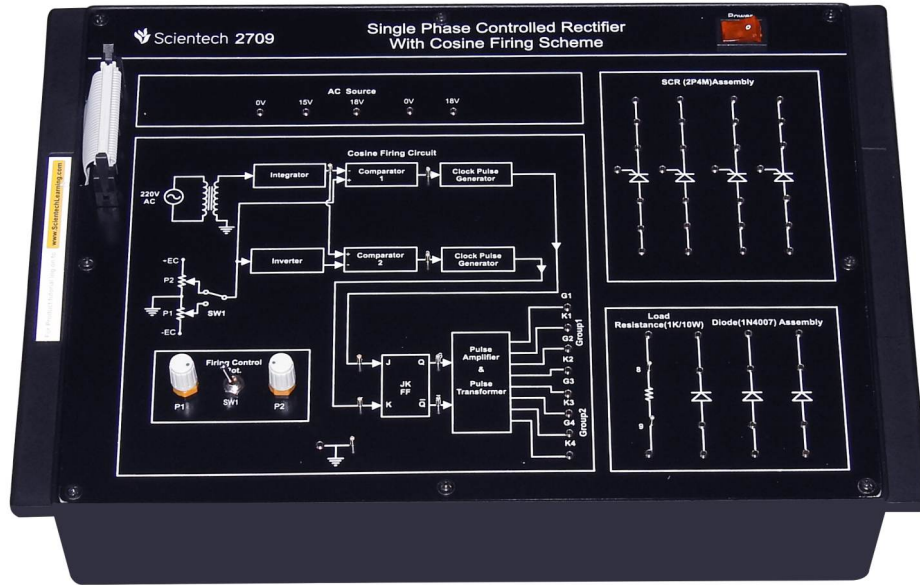 Scientech 2709
Single Phase Controlled Rectifier
With Cosine Firing Scheme
Power
AC Source
0V 15V 18V 0V 18V
SCR (2P4M)Assembly
Cosine Firing Circuit
220V
AC
Integrator
Comparator
1
Clock Pulse
Generator
Inverter
Comparator
2
Clock Pulse
Generator
+EC
P2
P1
-EC
SW1
Firing Control
Pot.
P1
SW1
P2
J
Q
JK
FF
K
Q
Pulse
Amplifier
&
Pulse
Transformer
G1
K1
G2
K2
G3
K3
G4
K4
Group1
Group2
Load
Resistance(1K/10W)
Diode(1N4007) Assembly
8
9
www.ScientechLearning.com